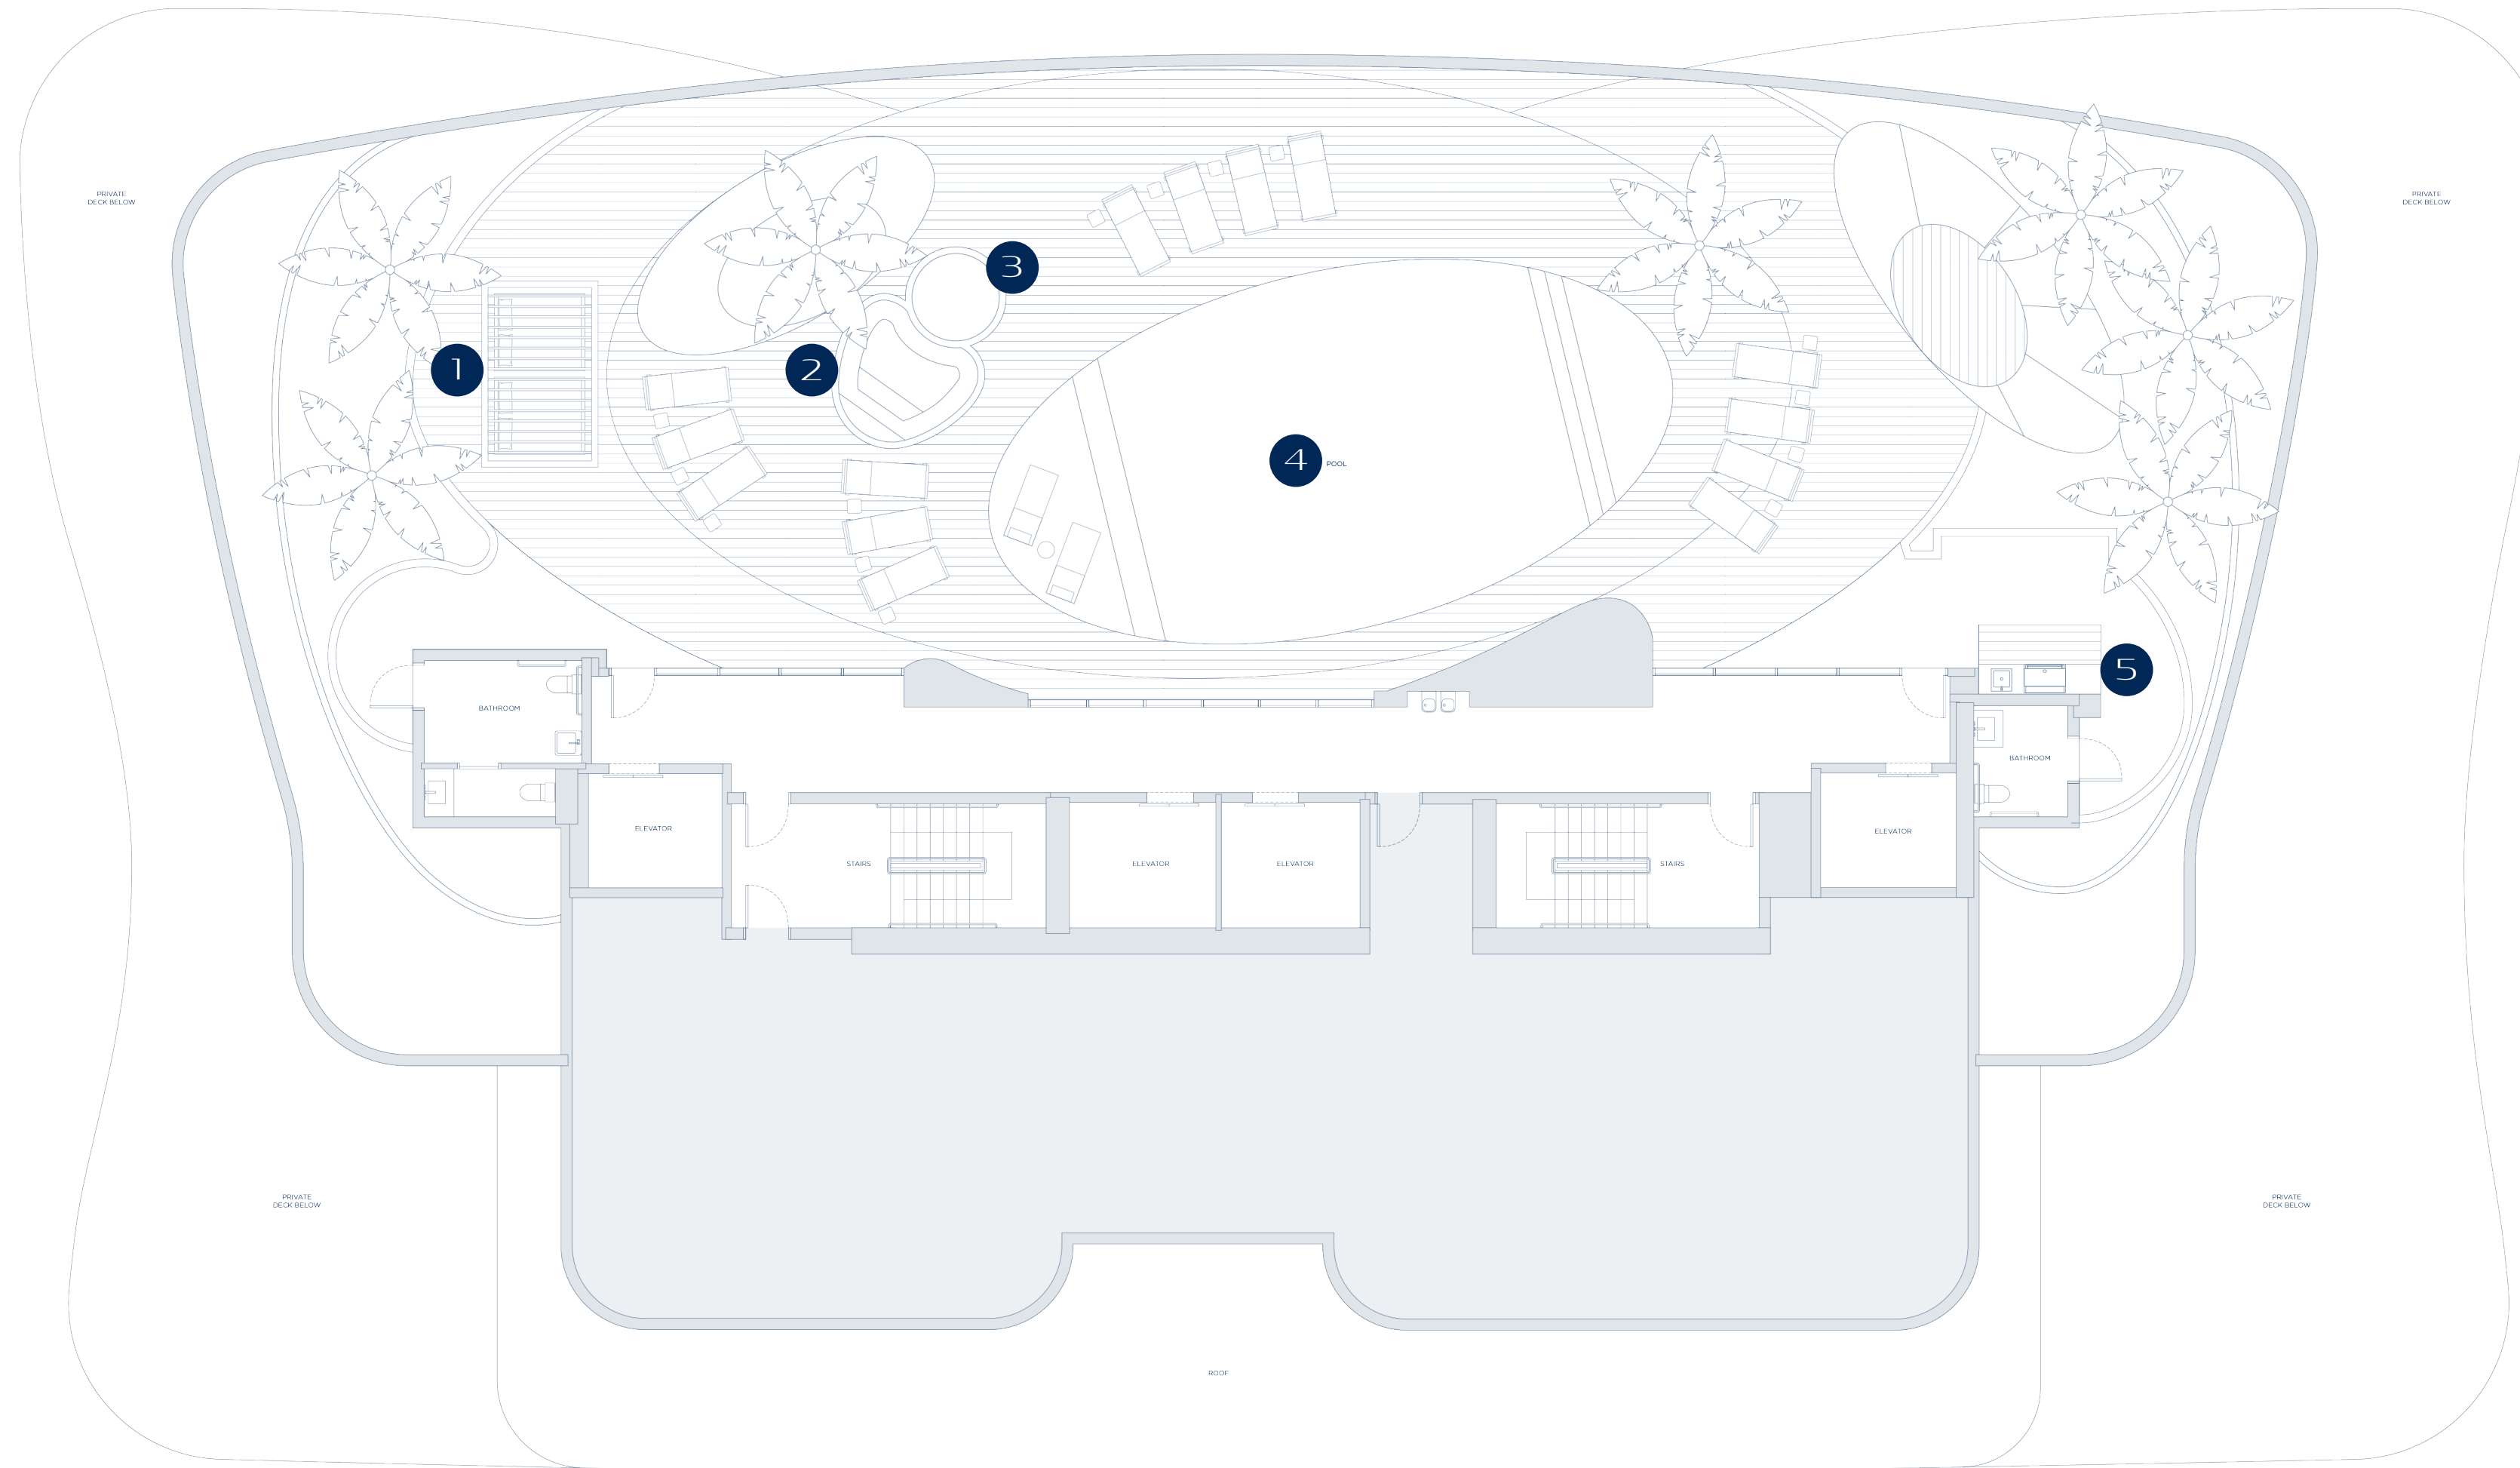 PRIVATE
DECK BELOW
PRIVATE
DECK BELOW
3
1
2
4 POOL
5
BATHROOM
BATHROOM
ELEVATOR
ELEVATOR
STAIRS
ELEVATOR
ELEVATOR
STAIRS
PRIVATE
DECK BELOW
PRIVATE
DECK BELOW
ROOF